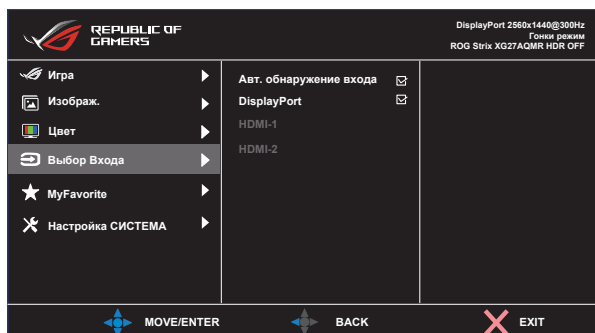 REPUBLIC OF
GAMERS
DisplayPort 2560x1440@300Hz
Гонки режим
ROG Strix XG27AQMR HDR OFF
Игра
Изображ.
Цвет
Выбор Входа
MyFavorite
Настройка СИСТЕМА
Авт. обнаружение входа
DisplayPort
HDMI-1
HDMI-2
MOVE/ENTER
BACK
EXIT